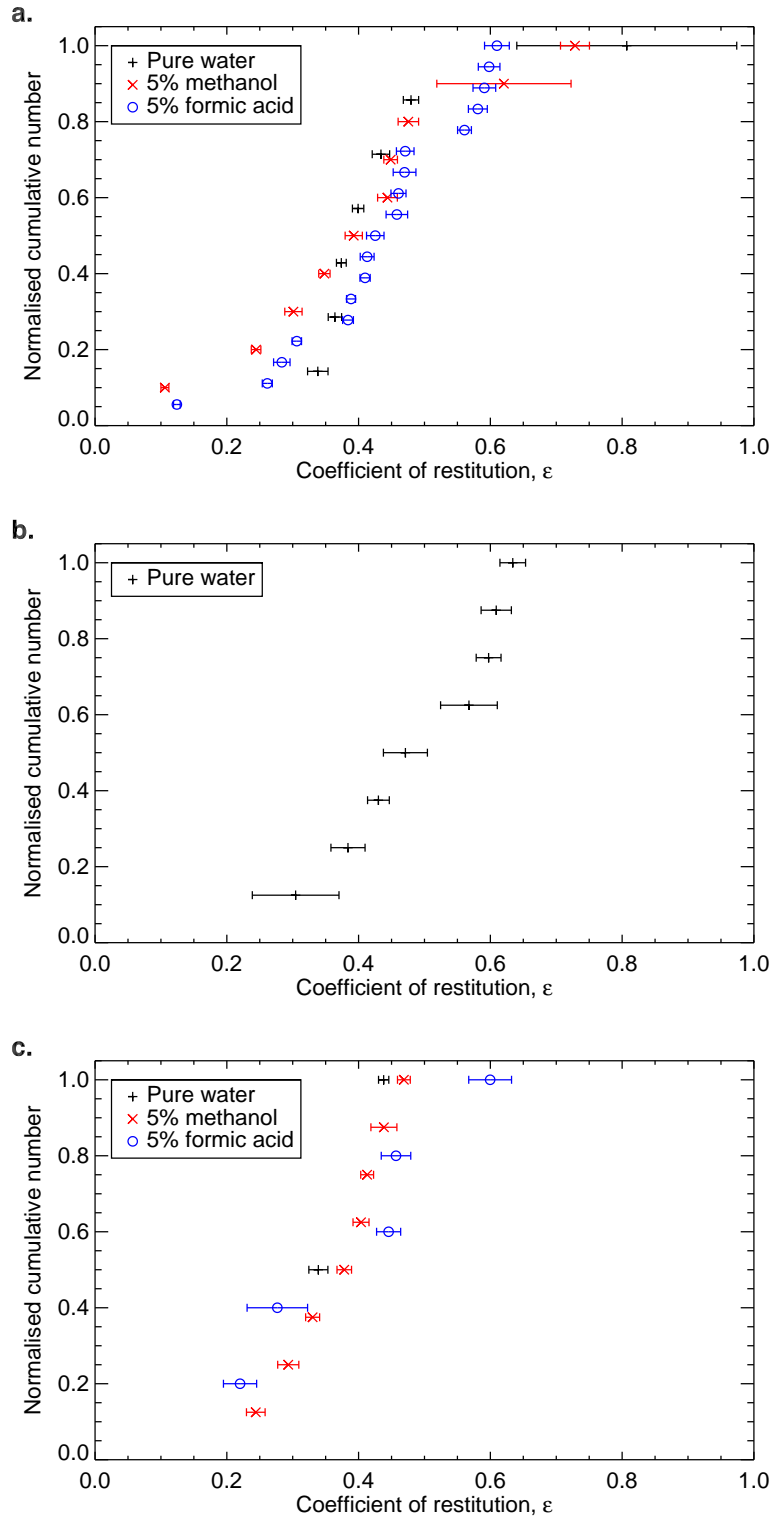 a.
1.0
0.8
0.6
0.4
0.2
0.0
Normalised cumulative number
Pure water
5% methanol
5% formic acid
0.0 0.2 0.4 0.6 0.8 1.0
Coefficient of restitution, ε
b.
1.0
0.8
0.6
0.4
0.2
0.0
Normalised cumulative number
Pure water
0.0 0.2 0.4 0.6 0.8 1.0
Coefficient of restitution, ε
c.
1.0
0.8
0.6
0.4
0.2
0.0
Normalised cumulative number
Pure water
5% methanol
5% formic acid
0.0 0.2 0.4 0.6 0.8 1.0
Coefficient of restitution, ε